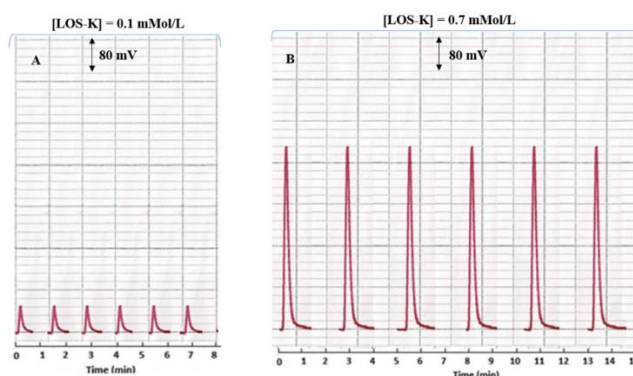 [LOS-K] = 0.1 mMol/L
80 mV
A
0 1 2 3 4 5 6 7 8
Time (min)
[LOS-K] = 0.7 mMol/L
B
80 mV
0 1 2 3 4 5 6 7 8 9 10 11 12 13 14
Time (min)